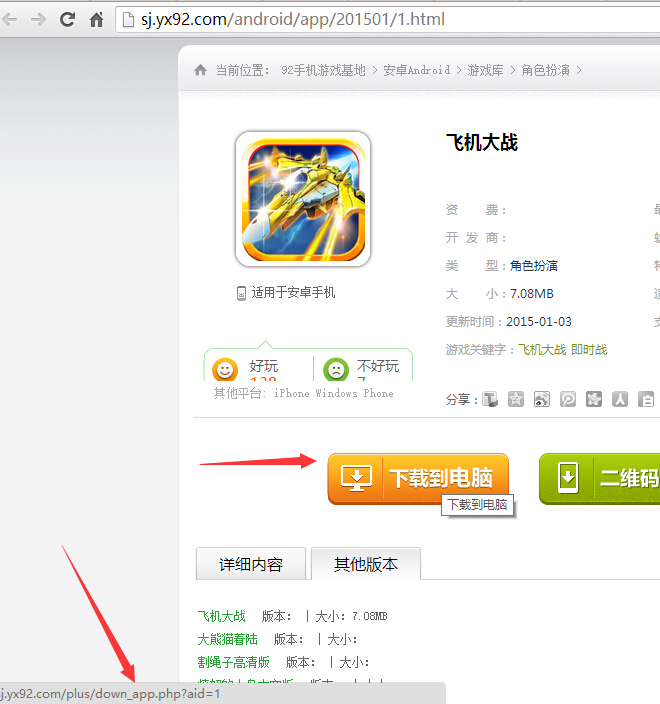 sj.yx92.com/android/app/201501/1.html
当前位置: 92手机游戏基地 > 安卓Android > 游戏库 > 角色扮演 >
飞机大战
资 费:
开 发 商:
类 型:角色扮演
大 小:7.08MB
更新时间:2015-01-03
游戏关键字:飞机大战 即时战
适用于安卓手机
好玩
不好玩
其他平台: iPhone Windows Phone
分享:
下载到电脑
二维码
下载到电脑
详细内容
其他版本
飞机大战 版本: | 大小:7.08MB
大熊猫着陆 版本: | 大小:
割绳子高清版 版本: | 大小:
sj.yx92.com/plus/down_app.php?aid=1